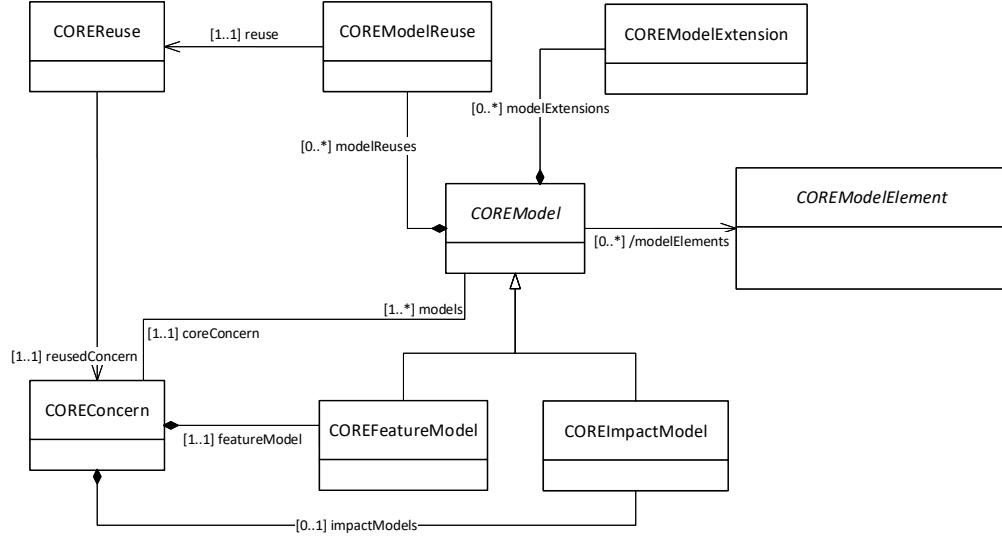 COREReuse
[1..1] reuse
COREModelReuse
COREModelExtension
[0..*] modelExtensions
[0..*] modelReuses
COREModel
COREModelElement
[0..*] /modelElements
[1..*] models
[1..1] coreConcern
[1..1] reusedConcern
COREConcern
[1..1] featureModel
COREFeatureModel
COREImpactModel
[0..1] impactModels